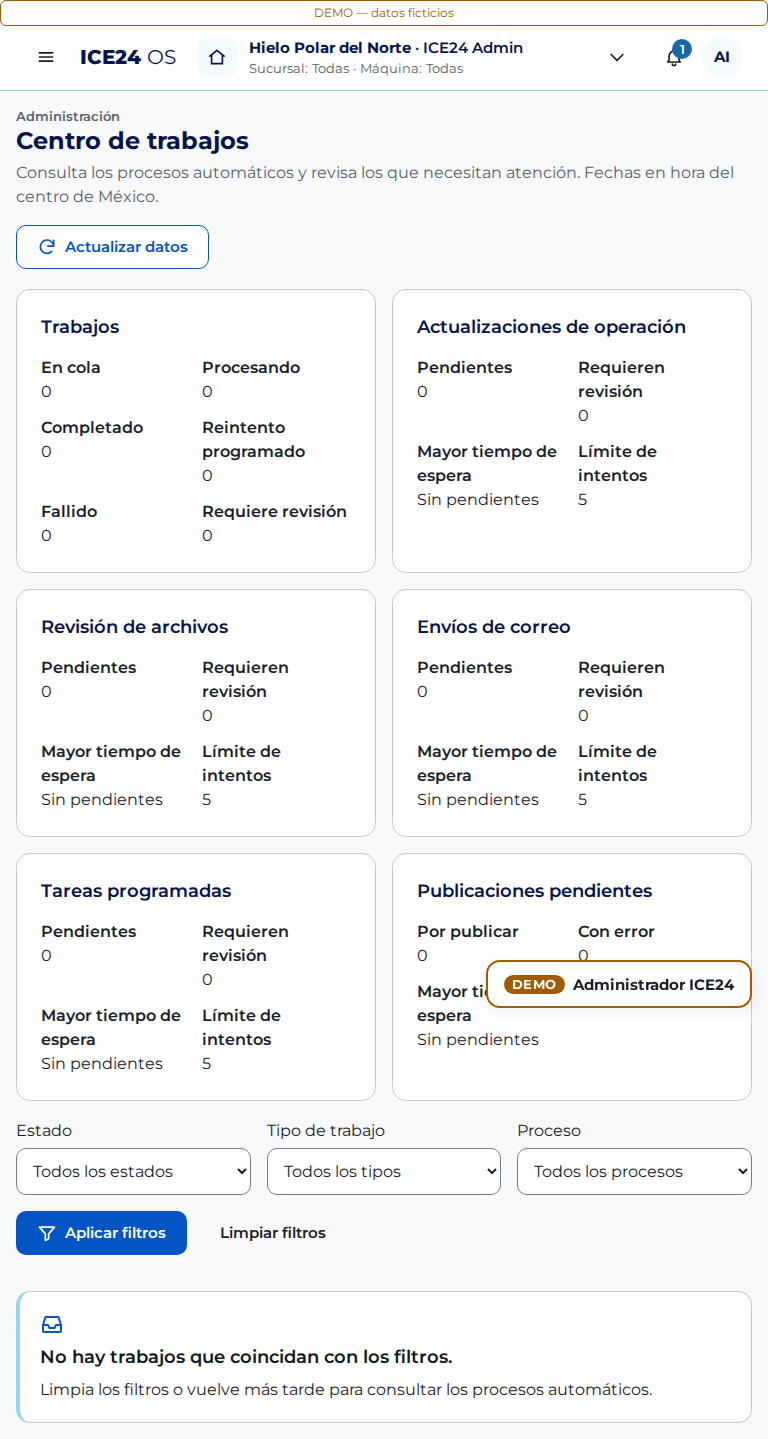 DEMO — datos ficticios
ICE24 OS
Hielo Polar del Norte · ICE24 Admin
Sucursal: Todas · Máquina: Todas
1
AI
Administración
Centro de trabajos
Consulta los procesos automáticos y revisa los que necesitan atención. Fechas en hora del
centro de México.
Actualizar datos
Trabajos
En cola
0
Procesando
0
Completado
0
Reintento
programado
0
Fallido
0
Requiere revisión
0
Actualizaciones de operación
Pendientes
0
Requieren
revisión
0
Mayor tiempo de
espera
Sin pendientes
Límite de
intentos
5
Revisión de archivos
Pendientes
0
Requieren
revisión
0
Mayor tiempo de
espera
Sin pendientes
Límite de
intentos
5
Envíos de correo
Pendientes
0
Requieren
revisión
0
Mayor tiempo de
espera
Sin pendientes
Límite de
intentos
5
Tareas programadas
Pendientes
0
Requieren
revisión
0
Mayor tiempo de
espera
Sin pendientes
Límite de
intentos
5
Publicaciones pendientes
Por publicar
0
Con error
0
Mayor
espera
Sin pendientes
DEMO Administrador ICE24
Estado
Todos los estados
Tipo de trabajo
Todos los tipos
Proceso
Todos los procesos
Aplicar filtros
Limpiar filtros
No hay trabajos que coincidan con los filtros.
Limpia los filtros o vuelve más tarde para consultar los procesos automáticos.